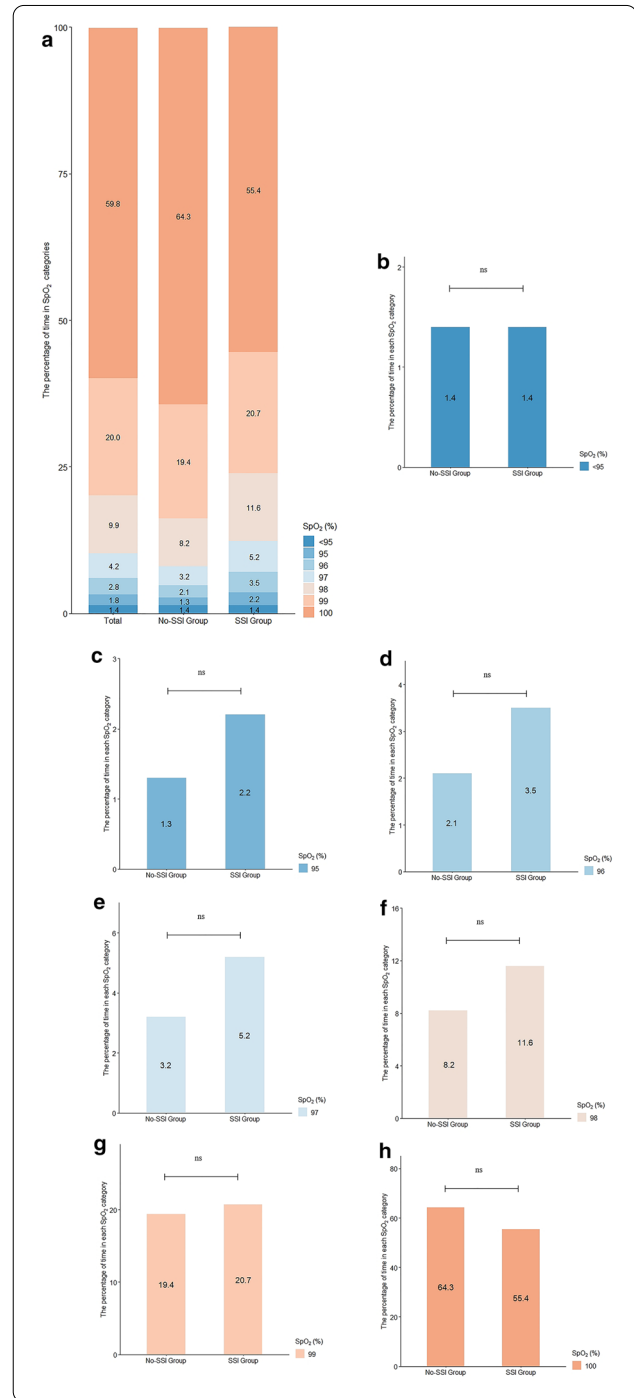 a
The percentage of time in SpO₂ categories
100
75
50
25
0
59.8
64.3
55.4
20.0
19.4
20.7
9.9
8.2
11.6
4.2
3.2
5.2
2.8
2.1
3.5
1.8
1.3
2.2
1.4
1.4
1.4
Total
No-SSI Group
SSI Group
SpO₂ (%)
<95
95
96
97
98
99
100
b
The percentage of time in each SpO₂ category
2
1
0
ns
1.4
1.4
No-SSI Group
SSI Group
SpO₂ (%)
<95
c
The percentage of time in each SpO₂ category
3
2
1
0
ns
1.3
2.2
No-SSI Group
SSI Group
SpO₂ (%)
95
d
The percentage of time in each SpO₂ category
4
3
2
1
0
ns
2.1
3.5
No-SSI Group
SSI Group
SpO₂ (%)
96
e
The percentage of time in each SpO₂ category
6
4
2
0
ns
3.2
5.2
No-SSI Group
SSI Group
SpO₂ (%)
97
f
The percentage of time in each SpO₂ category
16
12
8
4
0
ns
8.2
11.6
No-SSI Group
SSI Group
SpO₂ (%)
98
g
The percentage of time in each SpO₂ category
20
10
0
ns
19.4
20.7
No-SSI Group
SSI Group
SpO₂ (%)
99
h
The percentage of time in each SpO₂ category
80
60
40
20
0
ns
64.3
55.4
No-SSI Group
SSI Group
SpO₂ (%)
100